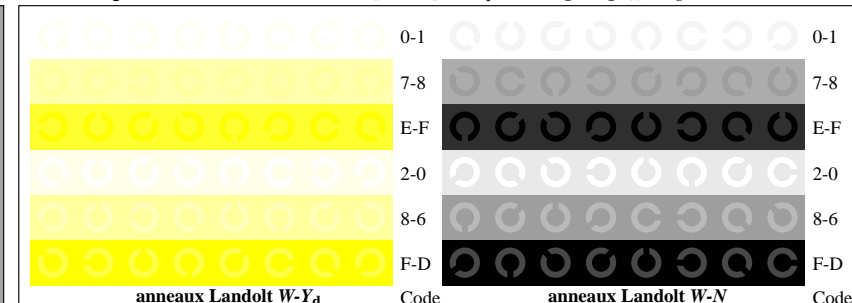 0-1 0-1
7-8 7-8
E-F E-F
2-0 2-0
8-6 8-6
F-D F-D
anneaux Landolt W-Yd Code anneaux Landolt W-N Code